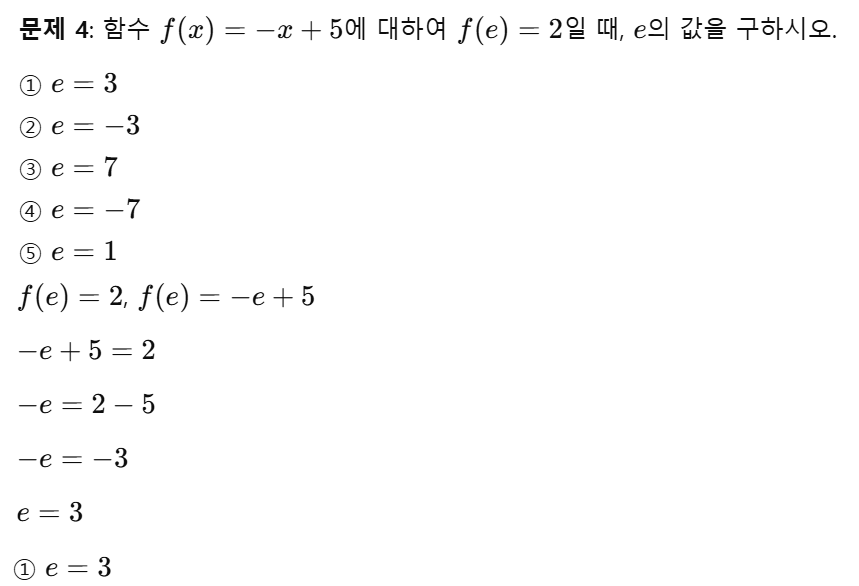 문제 4: 함수 f(x) = −x + 5에 대하여 f(e) = 2일 때, e의 값을 구하시오.
① e = 3
② e = −3
③ e = 7
④ e = −7
⑤ e = 1
f(e) = 2, f(e) = −e + 5
−e + 5 = 2
−e = 2 − 5
−e = −3
e = 3
① e = 3